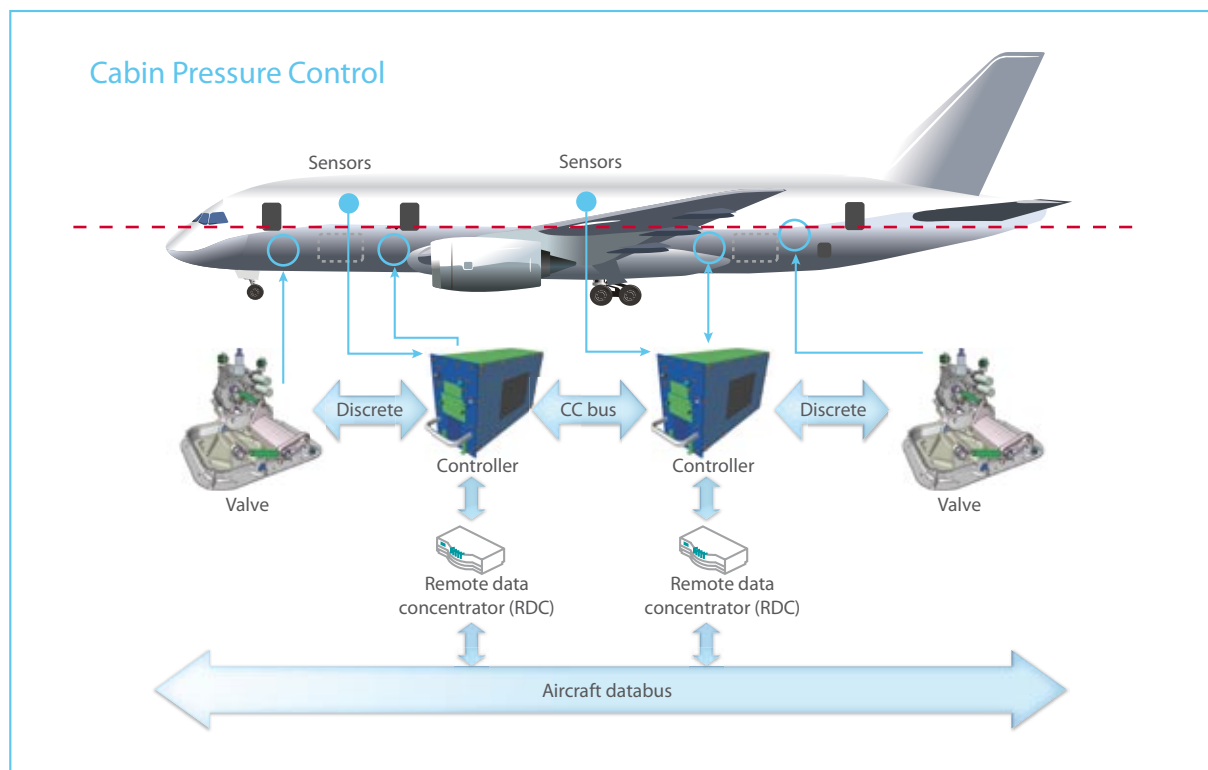 Cabin Pressure Control
Sensors
Sensors
Discrete
CC bus
Discrete
Controller
Controller
Valve
Valve
Remote data
concentrator (RDC)
Remote data
concentrator (RDC)
Aircraft databus